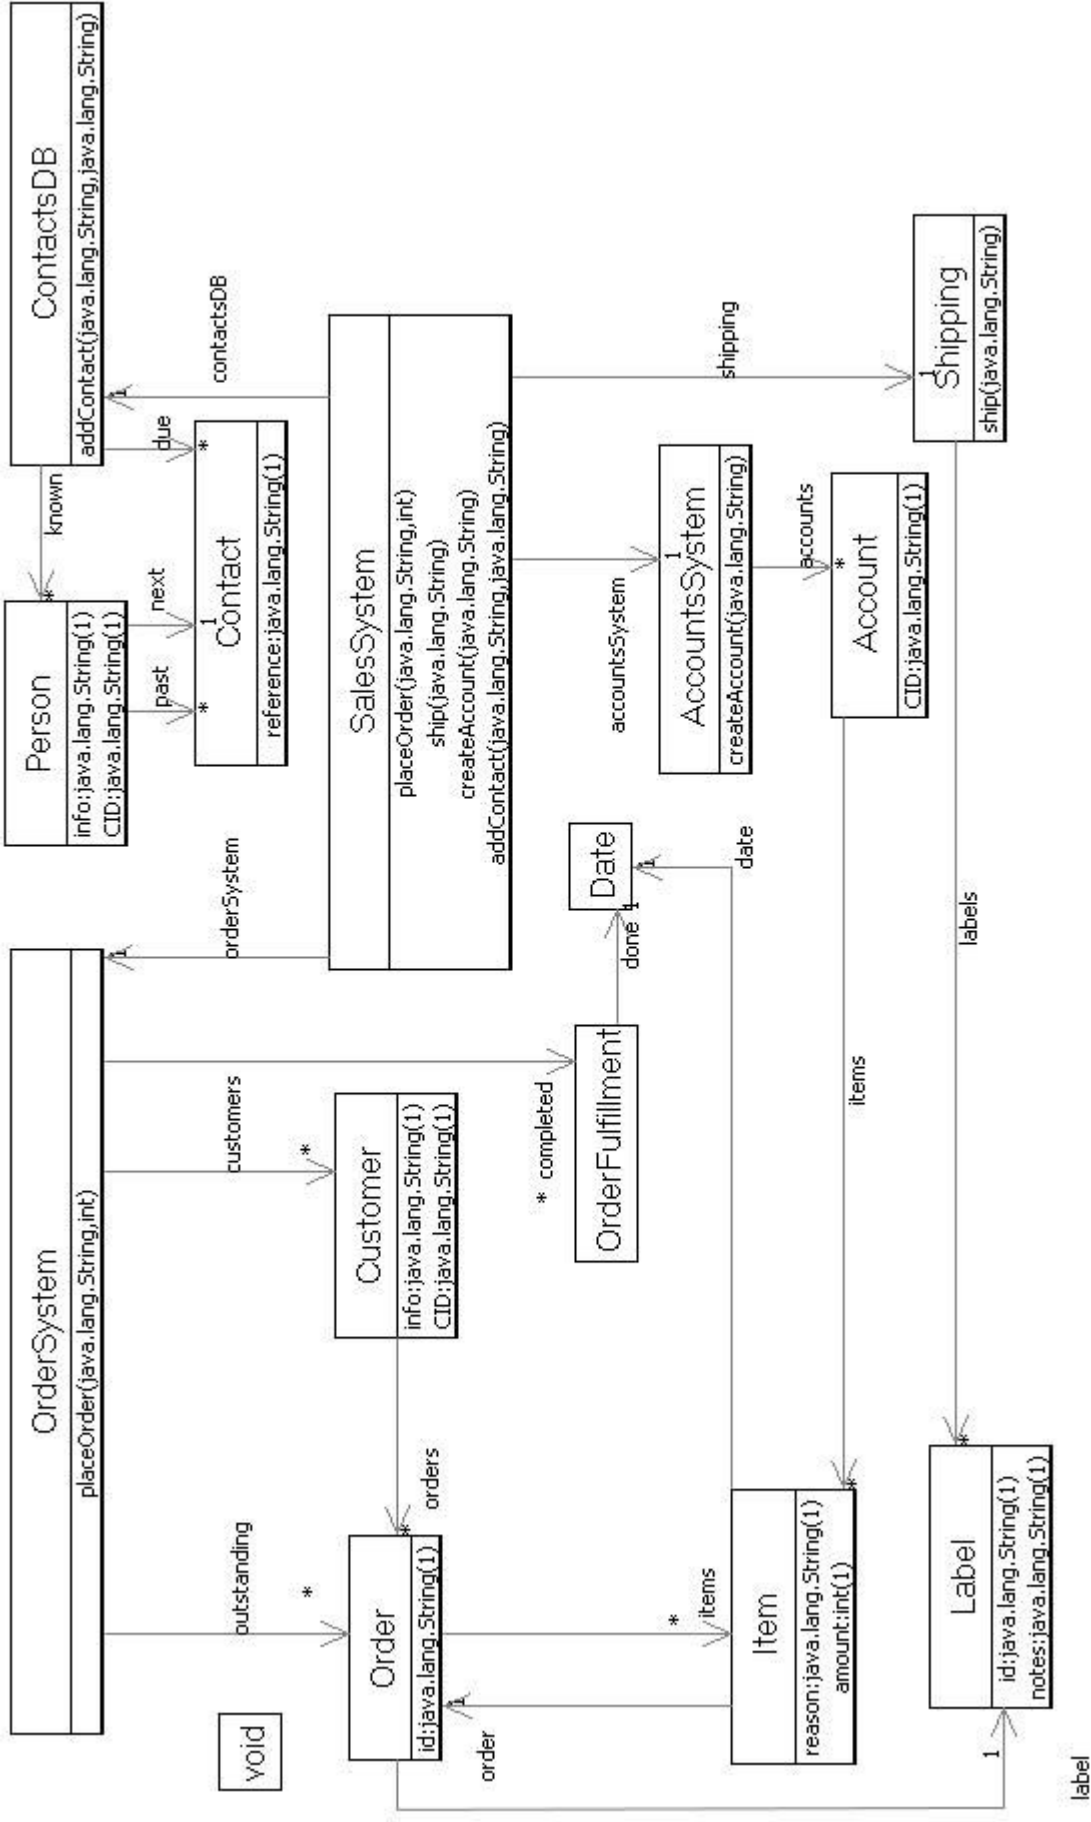 OrderSystem
placeOrder(java.lang.String,int)
Person
info:java.lang.String(1)
CID:java.lang.String(1)
known
*
ContactsDB
addContact(java.lang.String,java.lang.String)
void
outstanding
*
customers
*
orderSystem
1
past
*
next
1
due
*
contactsDB
1
Contact
reference:java.lang.String(1)
Order
id:java.lang.String(1)
orders
*
Customer
info:java.lang.String(1)
CID:java.lang.String(1)
SalesSystem
placeOrder(java.lang.String,int)
ship(java.lang.String)
createAccount(java.lang.String)
addContact(java.lang.String,java.lang.String)
order
1
* completed
OrderFulfillment
done 1
Date
1
accountsSystem
1
shipping
1
items
*
date
AccountsSystem
createAccount(java.lang.String)
accounts
*
Item
reason:java.lang.String(1)
amount:int(1)
items
*
Account
CID:java.lang.String(1)
Shipping
ship(java.lang.String)
labels
*
Label
id:java.lang.String(1)
notes:java.lang.String(1)
1
label